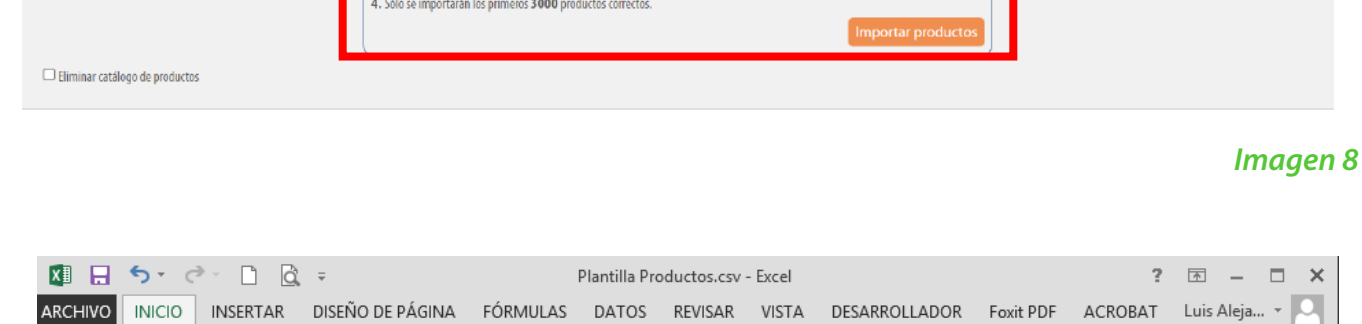 4. Sólo se importarán los primeros 3000 productos correctos.
Importar productos
Eliminar catálogo de productos
Imagen 8
Plantilla Productos.csv - Excel
?
ARCHIVO INICIO INSERTAR DISEÑO DE PÁGINA FÓRMULAS DATOS REVISAR VISTA DESARROLLADOR Foxit PDF ACROBAT Luis Aleja...